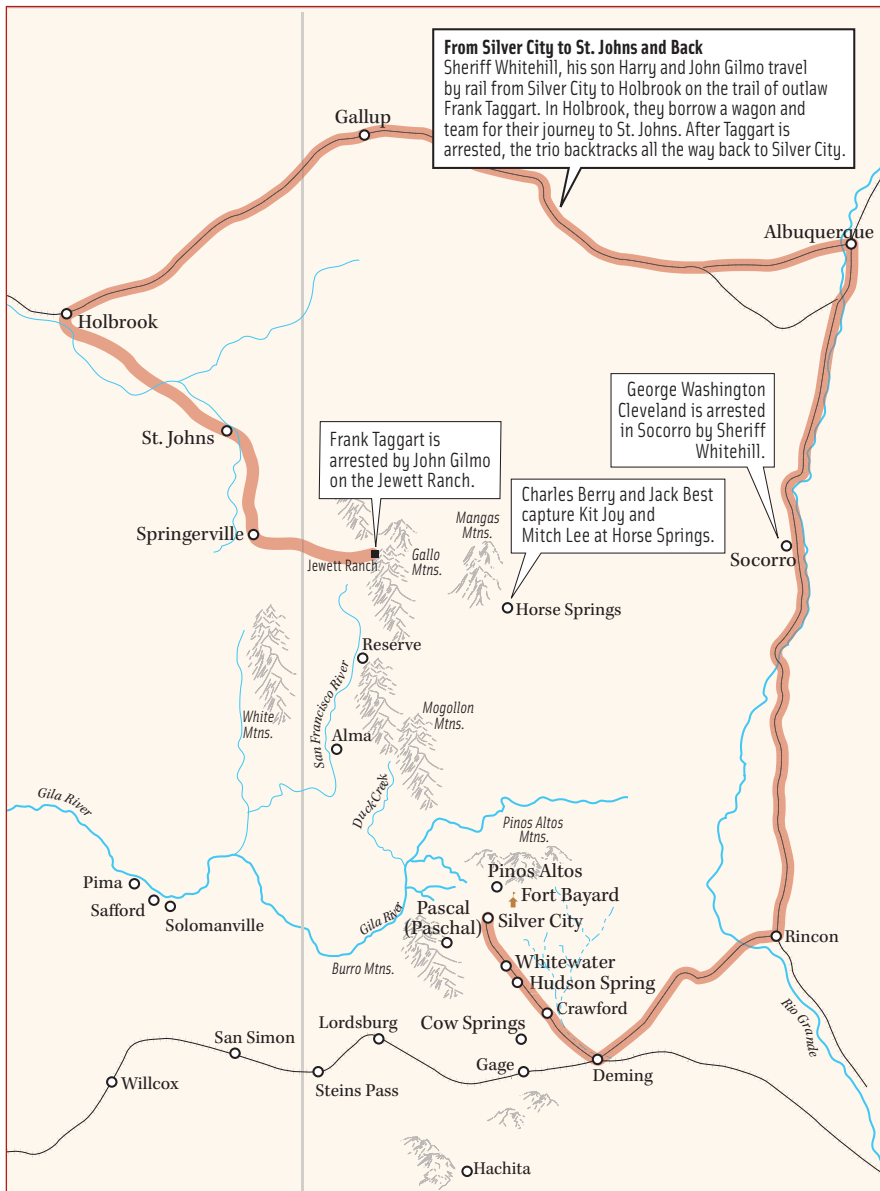 From Silver City to St. Johns and Back
Sheriff Whitehill, his son Harry and John Gilmo travel
by rail from Silver City to Holbrook on the trail of outlaw
Frank Taggart. In Holbrook, they borrow a wagon and
team for their journey to St. Johns. After Taggart is
arrested, the trio backtracks all the way back to Silver City.
Gallup
Albuquerque
Holbrook
George Washington
Cleveland is arrested
in Socorro by Sheriff
Whitehill.
St. Johns
Frank Taggart is
arrested by John Gilmo
on the Jewett Ranch.
Charles Berry and Jack Best
capture Kit Joy and
Mitch Lee at Horse Springs.
Mangas
Mtns.
Springerville
Jewett Ranch
Gallo
Mtns.
Socorro
Horse Springs
Reserve
San Francisco River
White
Mtns.
Mogollon
Mtns.
Alma
Duck Creek
Gila River
Pinos Altos
Mtns.
Pima
Safford
Solomanville
Pinos Altos
Fort Bayard
Pascal
(Paschal)
Silver City
Gila River
Rincon
Burro Mtns.
Whitewater
Hudson Spring
Crawford
Rio Grande
San Simon
Lordsburg
Cow Springs
Willcox
Steins Pass
Gage
Deming
Hachita